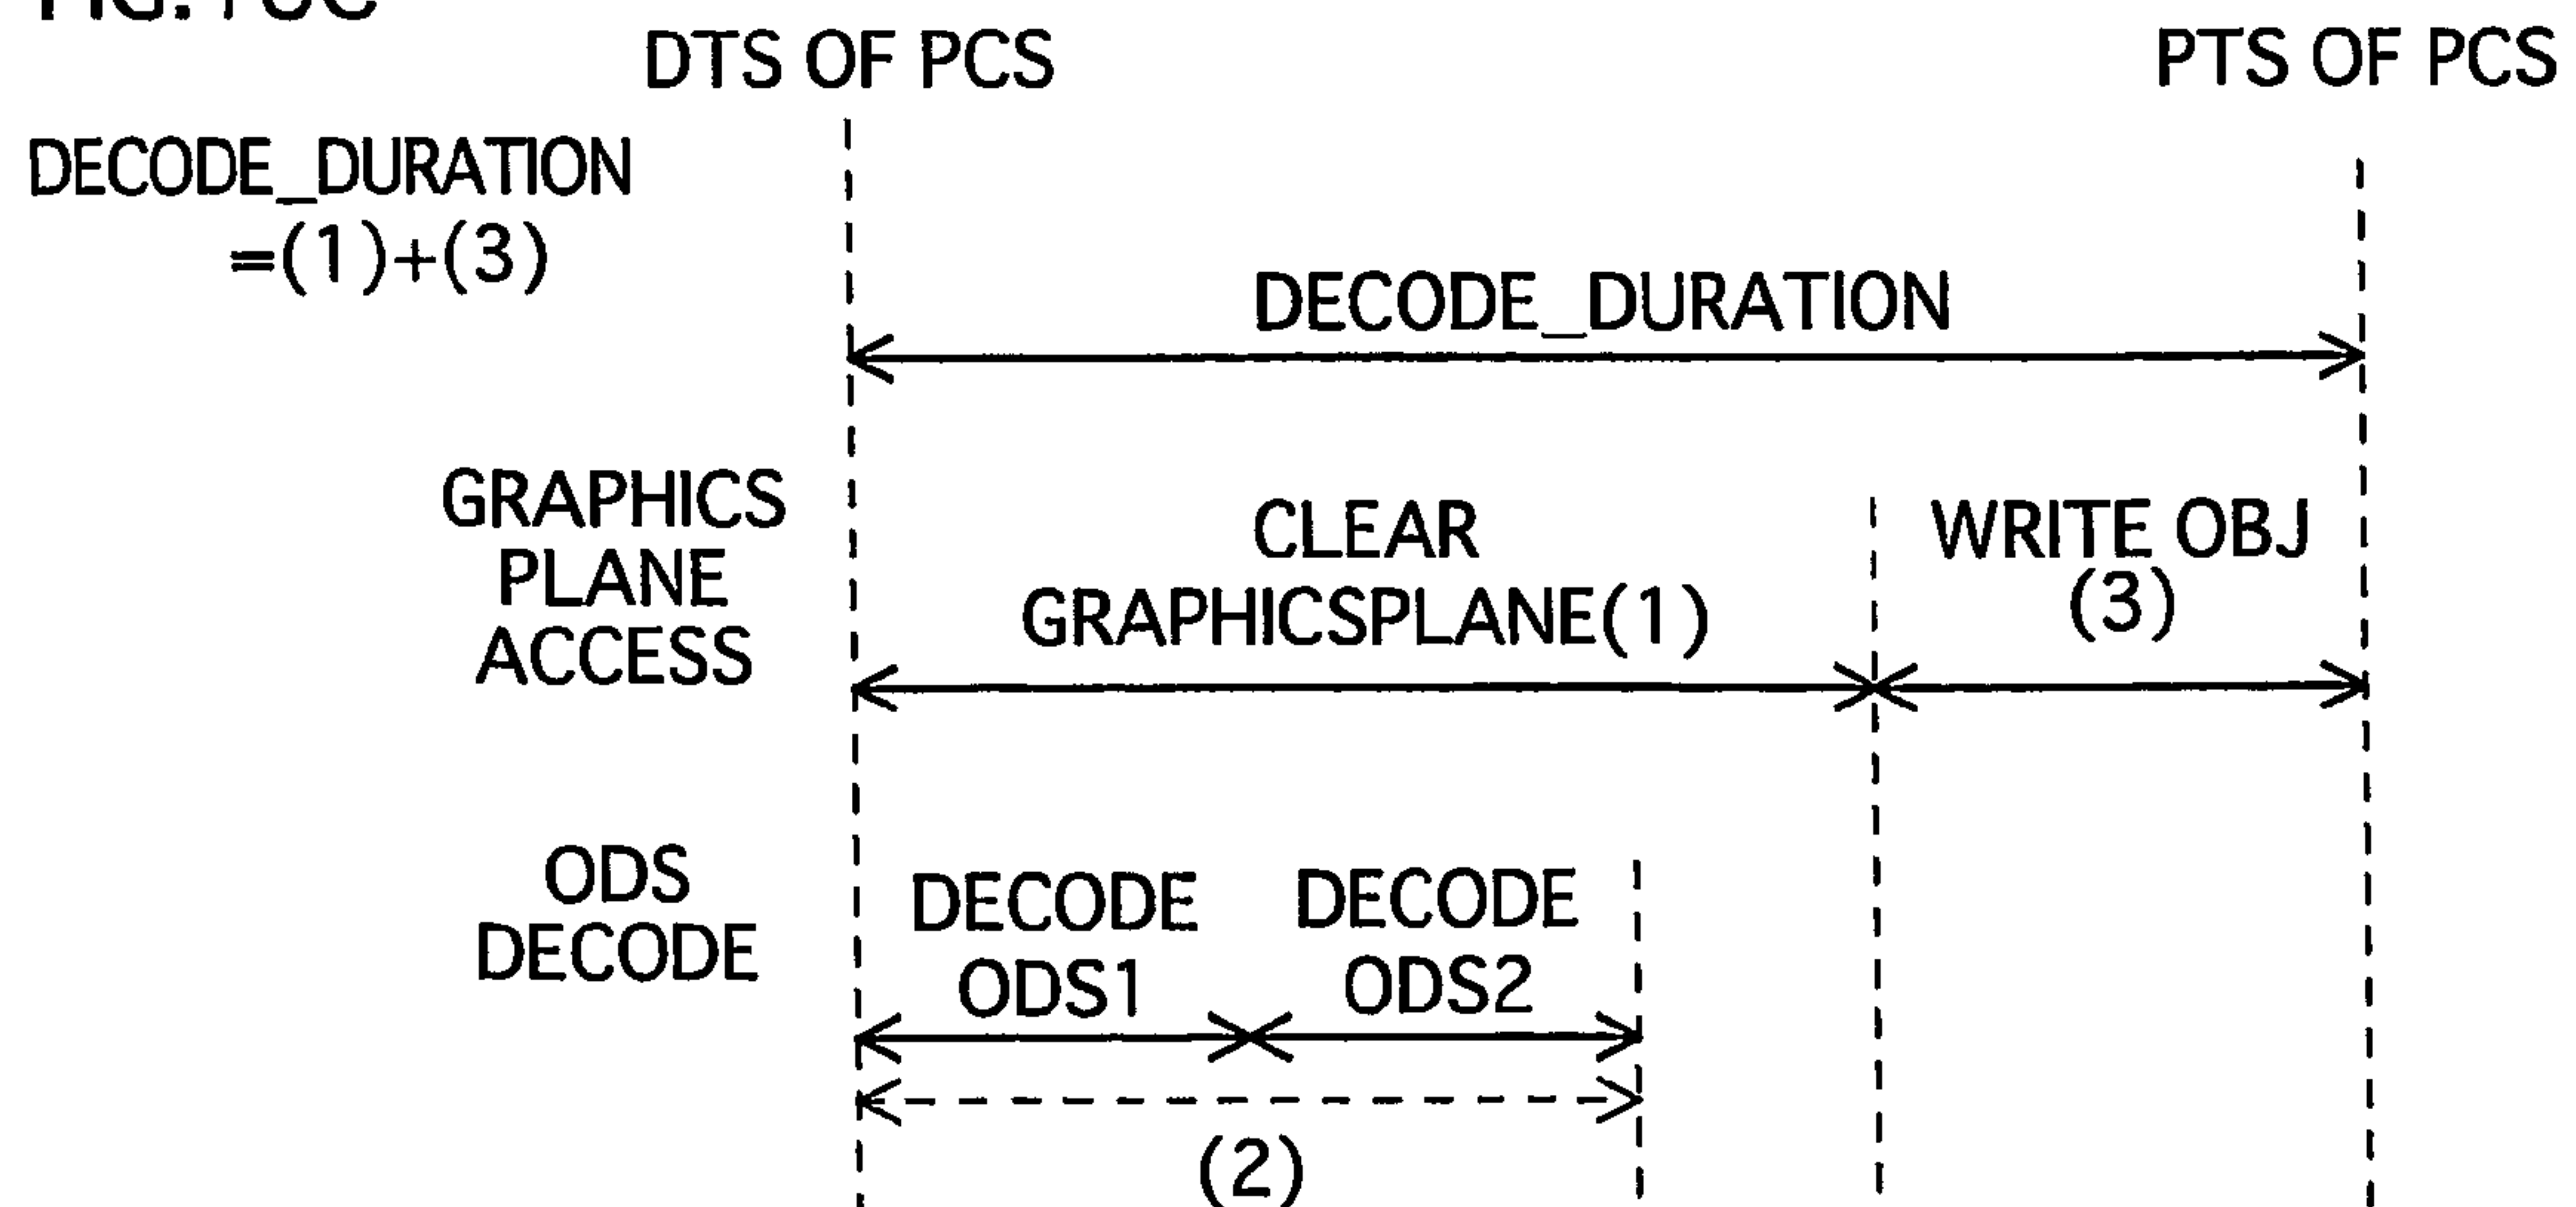 DTS OF PCS
PTS OF PCS
DECODE_DURATION
=(1)+(3)
DECODE_DURATION
GRAPHICS
PLANE
ACCESS
CLEAR
GRAPHICSPLANE(1)
WRITE OBJ
(3)
ODS
DECODE
DECODE
ODS1
DECODE
ODS2
(2)